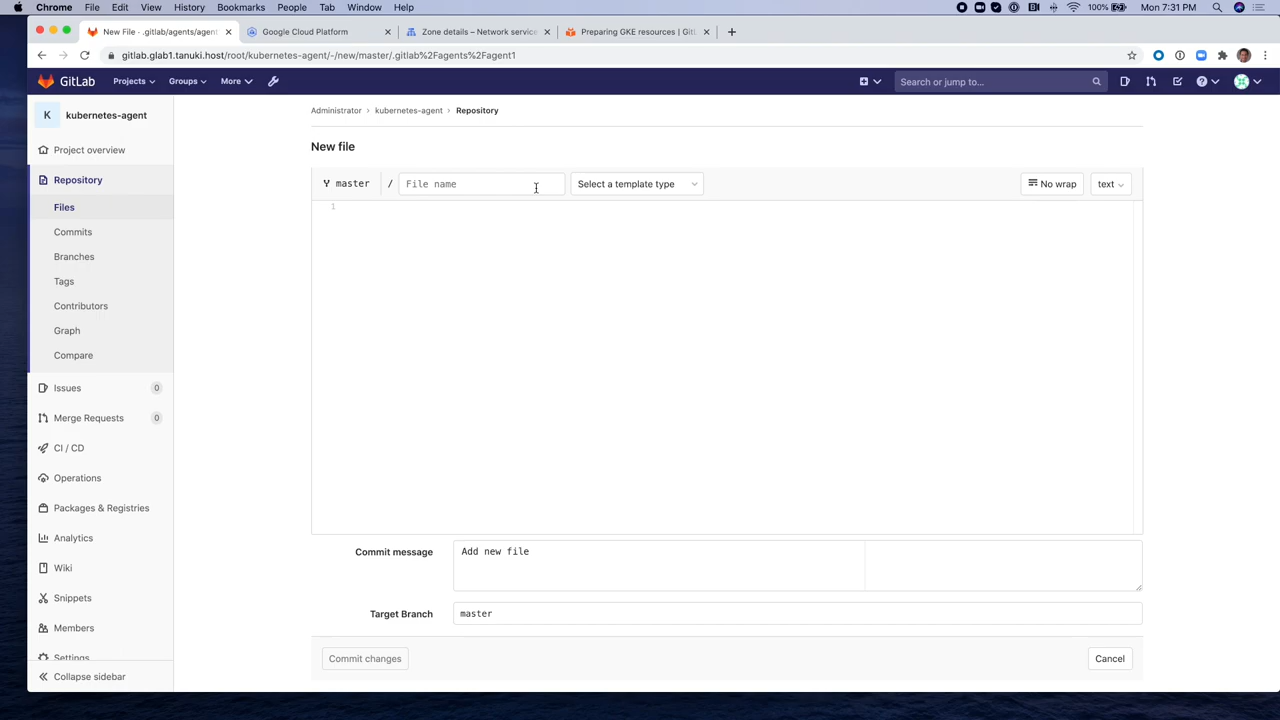 Chrome File Edit View History Bookmarks People Tab Window Help 100% Mon 7:31 PM
New File · .gitlab/agents/agen
Google Cloud Platform
Zone details – Network service
Preparing GKE resources | GitL
gitlab.glab1.tanuki.host/root/kubernetes-agent/-/new/master/.gitlab%2Fagents%2Fagent1
GitLab Projects Groups More Search or jump to...
K kubernetes-agent
Project overview
Repository
Files
Commits
Branches
Tags
Contributors
Graph
Compare
Issues 0
Merge Requests 0
CI / CD
Operations
Packages & Registries
Analytics
Wiki
Snippets
Members
Settings
Collapse sidebar
Administrator > kubernetes-agent > Repository
New file
master / File name Select a template type No wrap text
1
Commit message Add new file
Target Branch master
Commit changes Cancel